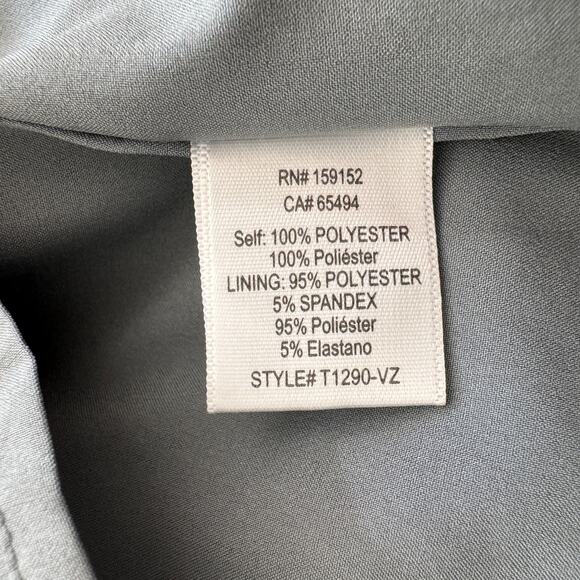 RN# 159152
CA# 65494
Self: 100% POLYESTER
100% Poliéster
LINING: 95% POLYESTER
5% SPANDEX
95% Poliéster
5% Elastano
STYLE# T1290-VZ